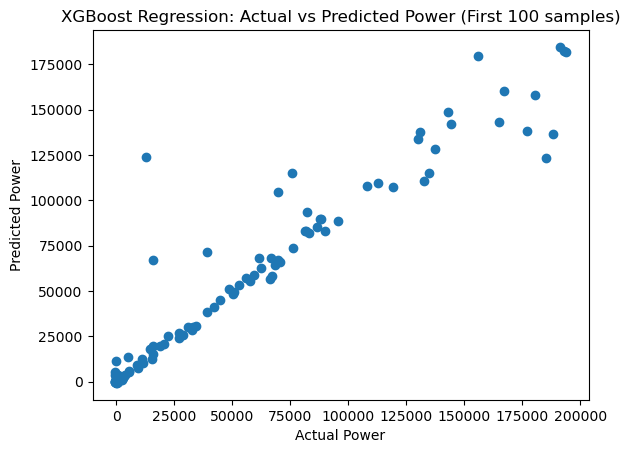 XGBoost Regression: Actual vs Predicted Power (First 100 samples)
175000
150000
125000
100000
75000
50000
25000
0
Predicted Power
0 25000 50000 75000 100000 125000 150000 175000 200000
Actual Power